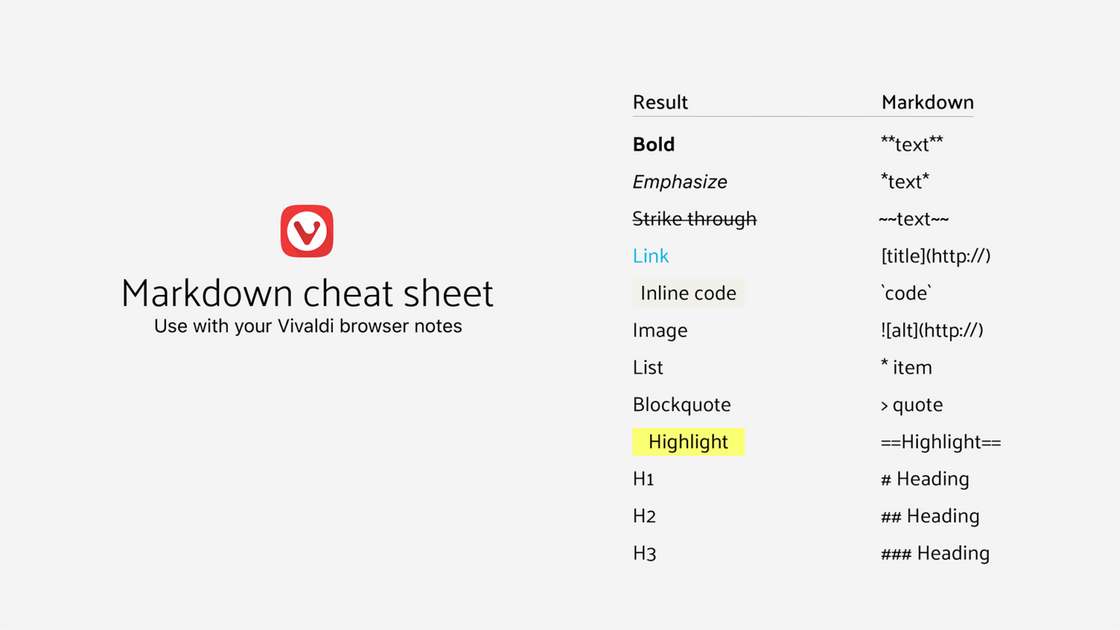 Markdown cheat sheet
Use with your Vivaldi browser notes
Result Markdown
Bold **text**
Emphasize *text*
Strike through ~~text~~
Link [title](http://)
Inline code `code`
Image ![alt](http://)
List * item
Blockquote > quote
Highlight ==Highlight==
H1 # Heading
H2 ## Heading
H3 ### Heading